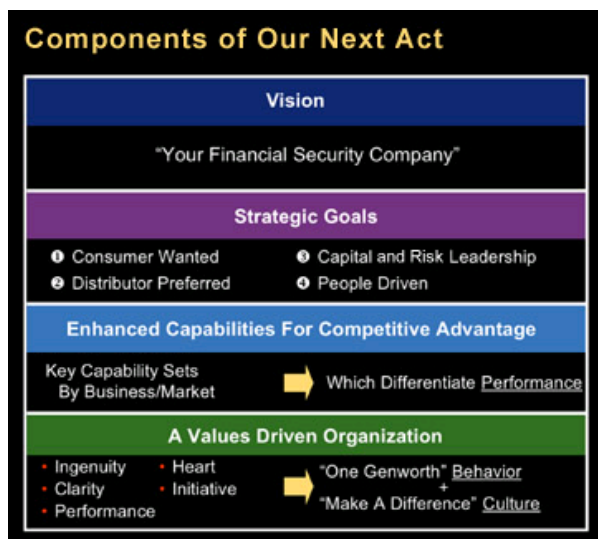 Components of Our Next Act
Vision
“Your Financial Security Company”
Strategic Goals
❶ Consumer Wanted
❷ Distributor Preferred
❸ Capital and Risk Leadership
❹ People Driven
Enhanced Capabilities For Competitive Advantage
Key Capability Sets
By Business/Market
Which Differentiate Performance
A Values Driven Organization
• Ingenuity
• Clarity
• Performance
• Heart
• Initiative
“One Genworth” Behavior
+
“Make A Difference” Culture